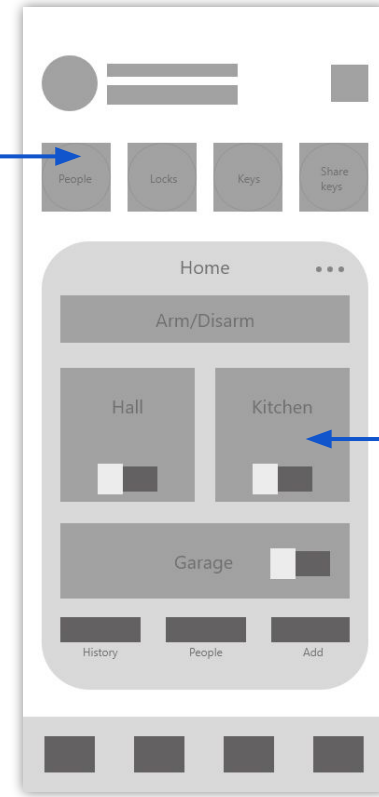 People
Locks
Keys
Share
keys
Home
Arm/Disarm
Hall
Kitchen
Garage
History
People
Add